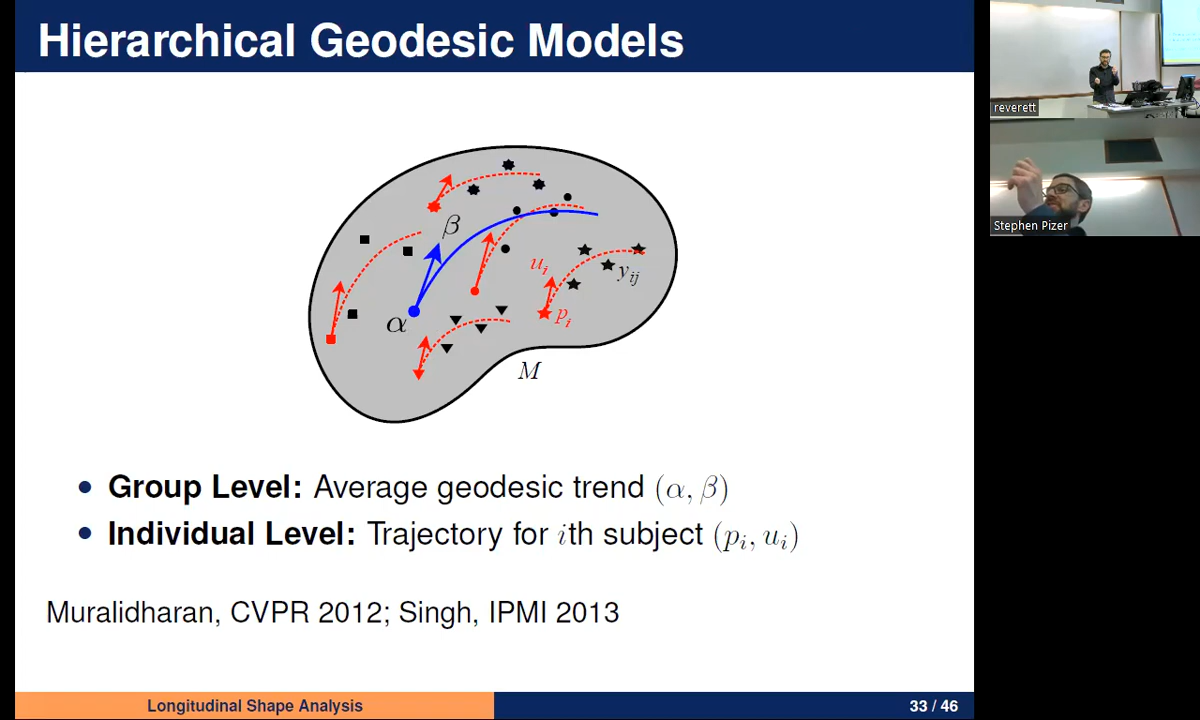 Hierarchical Geodesic Models
reverett
Stephen Pizer
β
u_i
y_ij
α
p_i
M
• Group Level: Average geodesic trend (α, β)
• Individual Level: Trajectory for ith subject (p_i, u_i)
Muralidharan, CVPR 2012; Singh, IPMI 2013
Longitudinal Shape Analysis
33 / 46